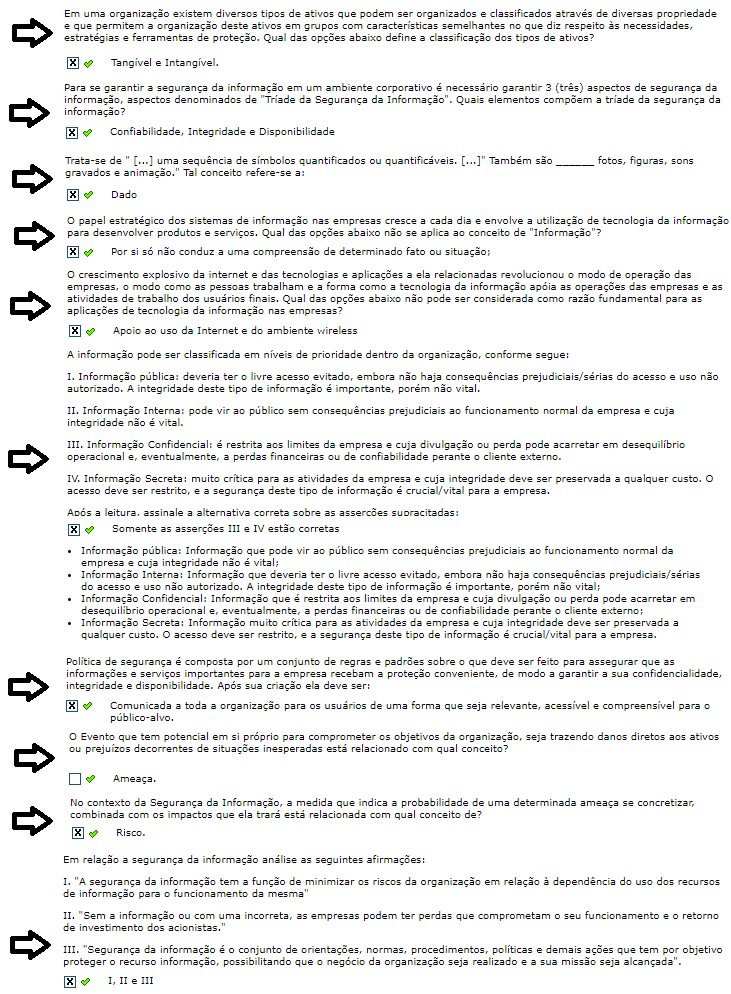 Em uma organização existem diversos tipos de ativos que podem ser organizados e classificados através de diversas propriedade
e que permitem a organização deste ativos em grupos com características semelhantes no que diz respeito às necessidades,
estratégias e ferramentas de proteção. Qual das opções abaixo define a classificação dos tipos de ativos?
Tangível e Intangível.
Para se garantir a segurança da informação em um ambiente corporativo é necessário garantir 3 (três) aspectos de segurança da
informação, aspectos denominados de "Tríade da Segurança da Informação". Quais elementos compõem a tríade da segurança da
informação?
Confiabilidade, Integridade e Disponibilidade
Trata-se de " [...] uma sequência de símbolos quantificados ou quantificáveis. [...]" Também são ______ fotos, figuras, sons
gravados e animação." Tal conceito refere-se a:
Dado
O papel estratégico dos sistemas de informação nas empresas cresce a cada dia e envolve a utilização de tecnologia da informação
para desenvolver produtos e serviços. Qual das opções abaixo não se aplica ao conceito de "Informação"?
Por si só não conduz a uma compreensão de determinado fato ou situação;
O crescimento explosivo da internet e das tecnologias e aplicações a ela relacionadas revolucionou o modo de operação das
empresas, o modo como as pessoas trabalham e a forma como a tecnologia da informação apóia as operações das empresas e as
atividades de trabalho dos usuários finais. Qual das opções abaixo não pode ser considerada como razão fundamental para as
aplicações de tecnologia da informação nas empresas?
Apoio ao uso da Internet e do ambiente wireless
A informação pode ser classificada em níveis de prioridade dentro da organização, conforme segue:
I. Informação pública: deveria ter o livre acesso evitado, embora não haja consequências prejudiciais/sérias do acesso e uso não
autorizado. A integridade deste tipo de informação é importante, porém não vital.
II. Informação Interna: pode vir ao público sem consequências prejudiciais ao funcionamento normal da empresa e cuja
integridade não é vital.
III. Informação Confidencial: é restrita aos limites da empresa e cuja divulgação ou perda pode acarretar em desequilíbrio
operacional e, eventualmente, a perdas financeiras ou de confiabilidade perante o cliente externo.
IV. Informação Secreta: muito crítica para as atividades da empresa e cuja integridade deve ser preservada a qualquer custo. O
acesso deve ser restrito, e a segurança deste tipo de informação é crucial/vital para a empresa.
Após a leitura, assinale a alternativa correta sobre as asserções supracitadas:
Somente as asserções III e IV estão corretas
• Informação pública: Informação que pode vir ao público sem consequências prejudiciais ao funcionamento normal da
empresa e cuja integridade não é vital;
• Informação Interna: Informação que deveria ter o livre acesso evitado, embora não haja consequências prejudiciais/sérias
do acesso e uso não autorizado. A integridade deste tipo de informação é importante, porém não vital;
• Informação Confidencial: Informação que é restrita aos limites da empresa e cuja divulgação ou perda pode acarretar em
desequilíbrio operacional e, eventualmente, a perdas financeiras ou de confiabilidade perante o cliente externo;
• Informação Secreta: Informação muito crítica para as atividades da empresa e cuja integridade deve ser preservada a
qualquer custo. O acesso deve ser restrito, e a segurança deste tipo de informação é crucial/vital para a empresa.
Política de segurança é composta por um conjunto de regras e padrões sobre o que deve ser feito para assegurar que as
informações e serviços importantes para a empresa recebam a proteção conveniente, de modo a garantir a sua confidencialidade,
integridade e disponibilidade. Após sua criação ela deve ser:
Comunicada a toda a organização para os usuários de uma forma que seja relevante, acessível e compreensível para o
público-alvo.
O Evento que tem potencial em si próprio para comprometer os objetivos da organização, seja trazendo danos diretos aos ativos
ou prejuízos decorrentes de situações inesperadas está relacionado com qual conceito?
Ameaça.
No contexto da Segurança da Informação, a medida que indica a probabilidade de uma determinada ameaça se concretizar,
combinada com os impactos que ela trará está relacionada com qual conceito de?
Risco.
Em relação a segurança da informação análise as seguintes afirmações:
I. "A segurança da informação tem a função de minimizar os riscos da organização em relação à dependência do uso dos recursos
de informação para o funcionamento da mesma"
II. "Sem a informação ou com uma incorreta, as empresas podem ter perdas que comprometam o seu funcionamento e o retorno
de investimento dos acionistas."
III. "Segurança da informação é o conjunto de orientações, normas, procedimentos, políticas e demais ações que tem por objetivo
proteger o recurso informação, possibilitando que o negócio da organização seja realizado e a sua missão seja alcançada".
I, II e III